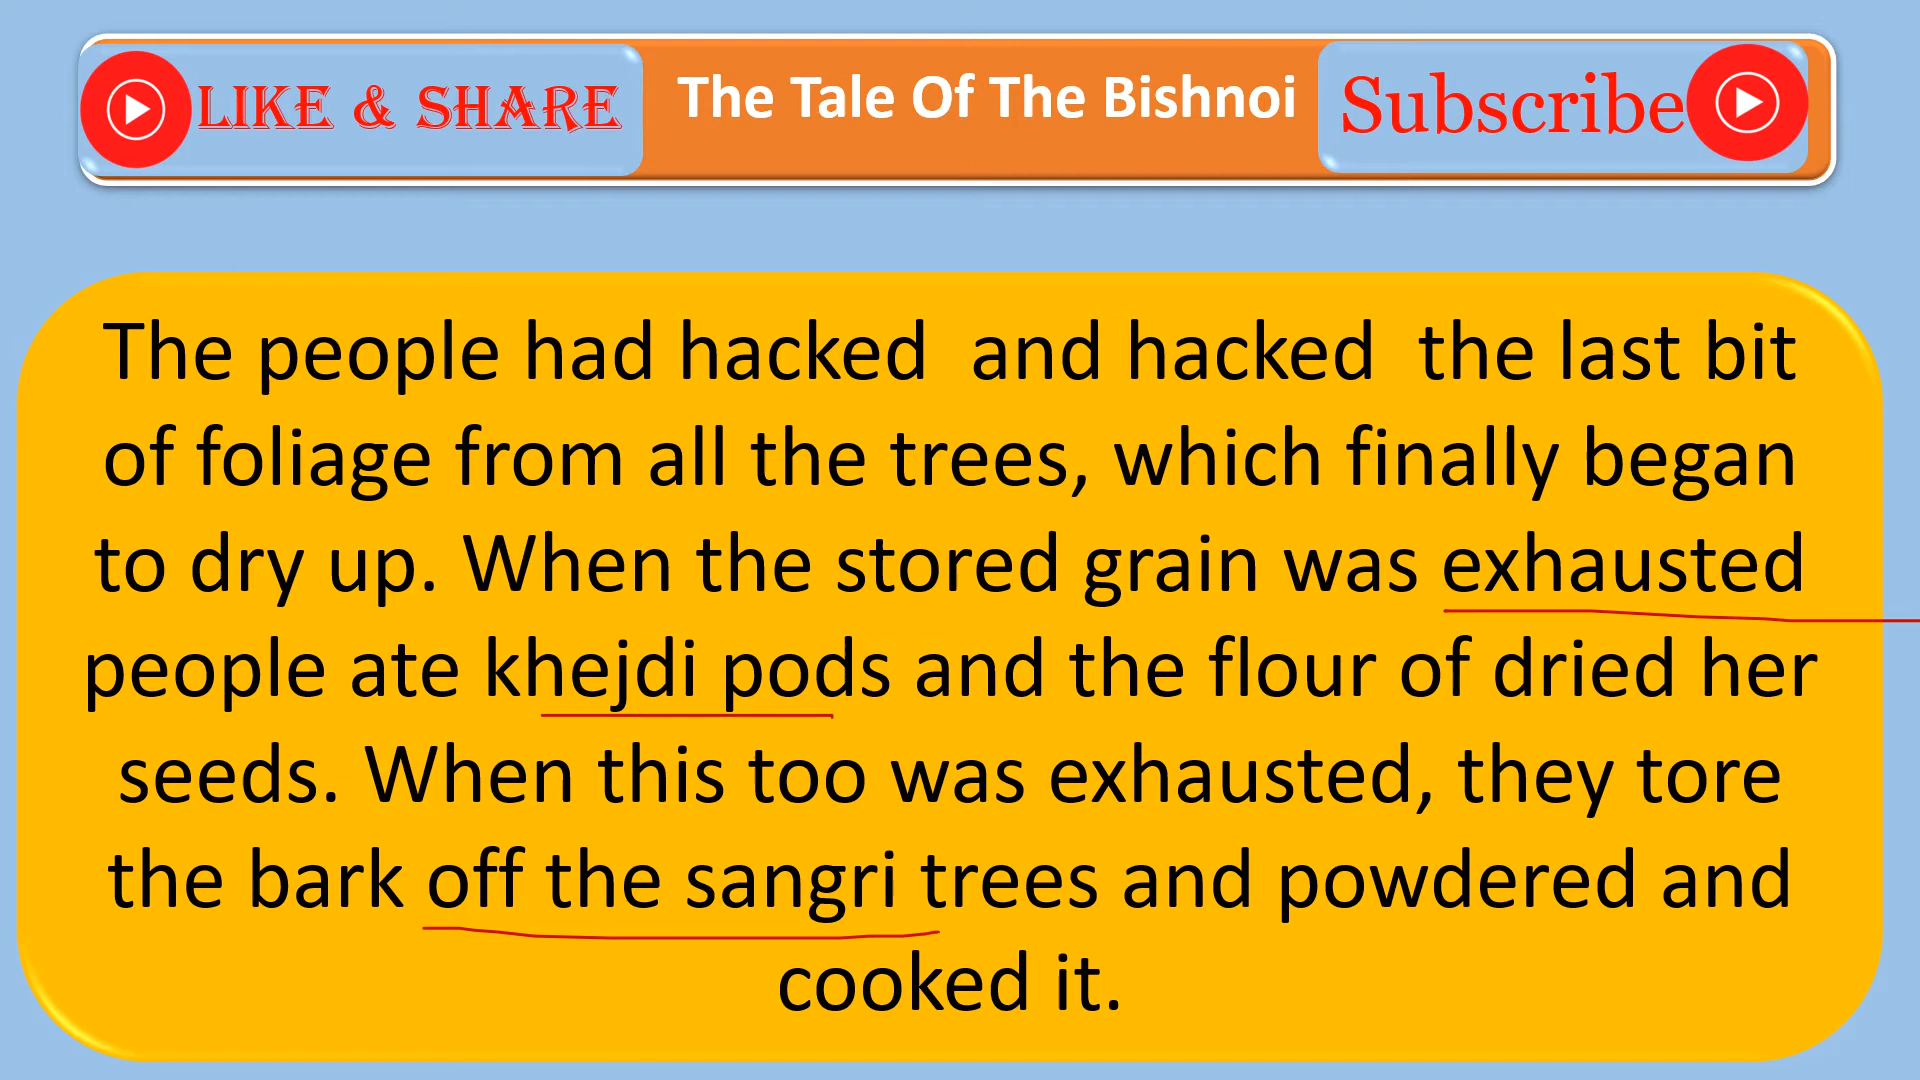 LIKE & SHARE
The Tale Of The Bishnoi
Subscribe
The people had hacked and hacked the last bit
of foliage from all the trees, which finally began
to dry up. When the stored grain was exhausted
people ate khejdi pods and the flour of dried her
seeds. When this too was exhausted, they tore
the bark off the sangri trees and powdered and
cooked it.